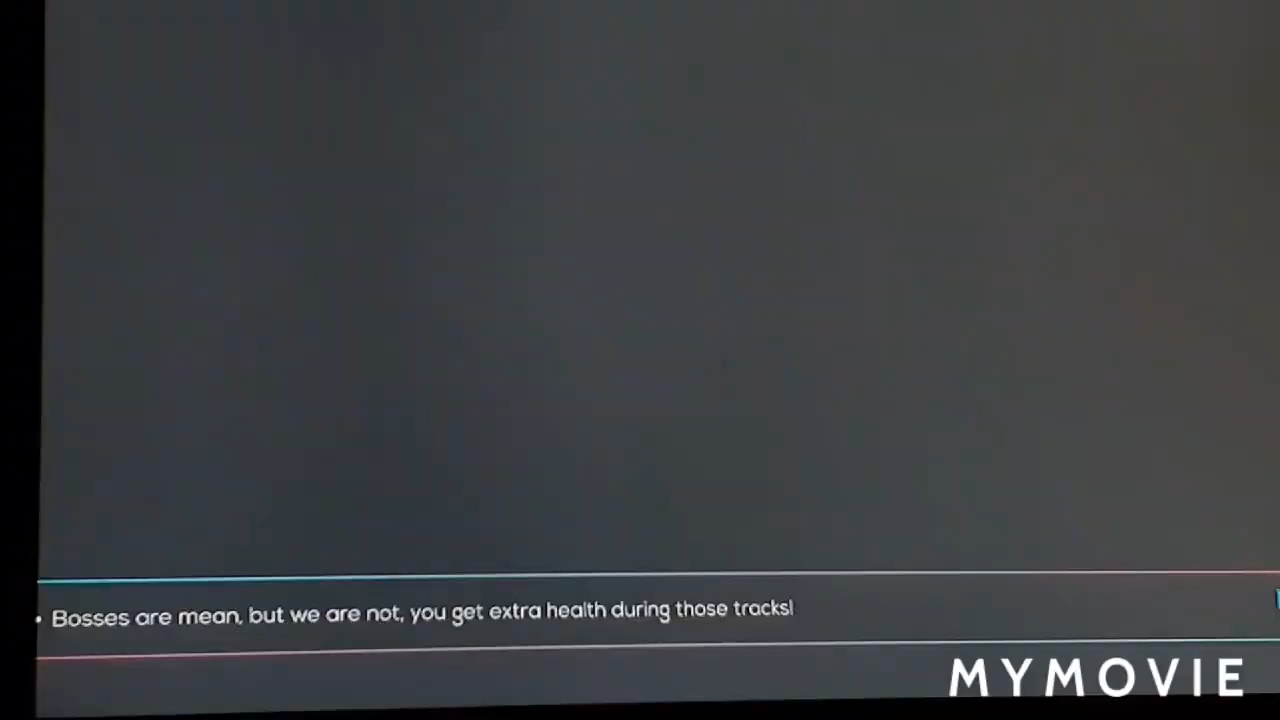 • Bosses are mean, but we are not, you get extra health during those tracks!
MYMOVIE